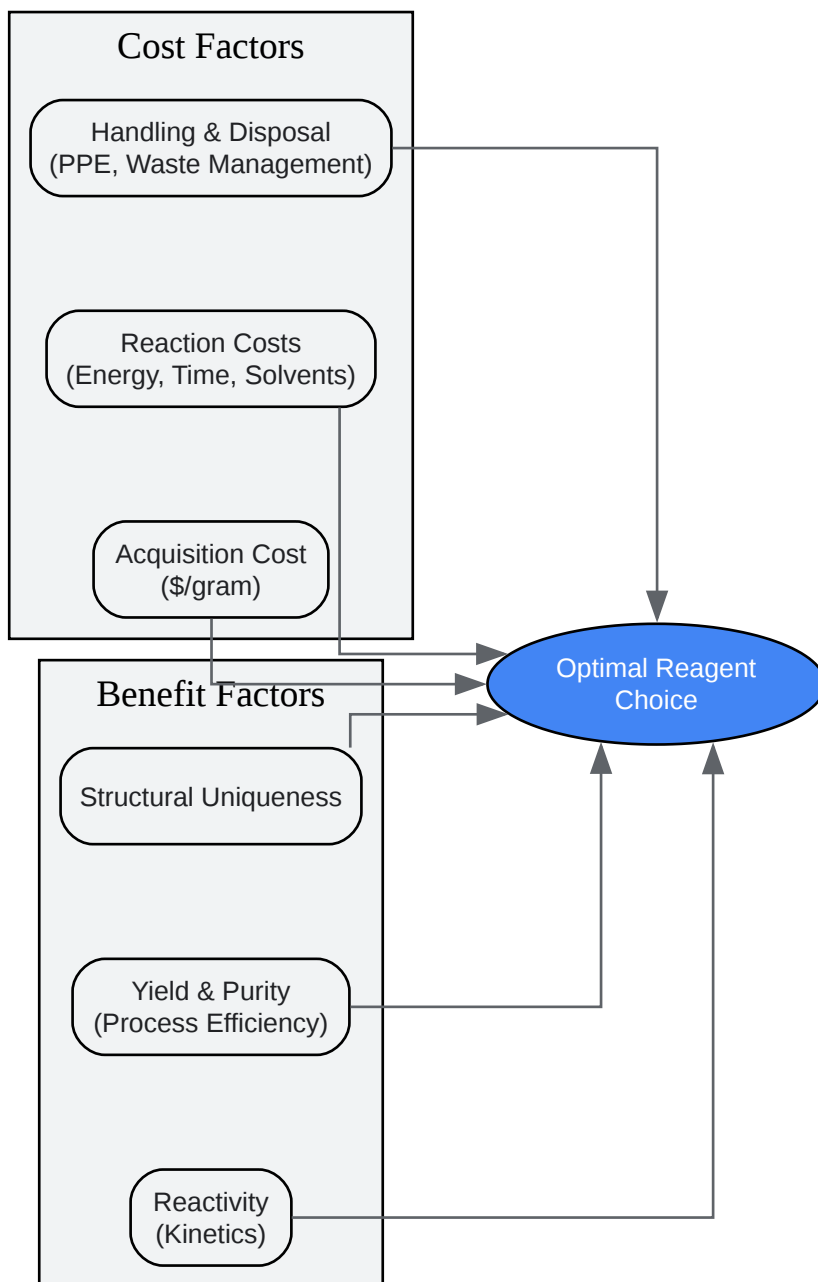 Cost Factors
Handling & Disposal
(PPE, Waste Management)
Reaction Costs
(Energy, Time, Solvents)
Acquisition Cost
($/gram)
Optimal Reagent
Choice
Benefit Factors
Structural Uniqueness
Yield & Purity
(Process Efficiency)
Reactivity
(Kinetics)